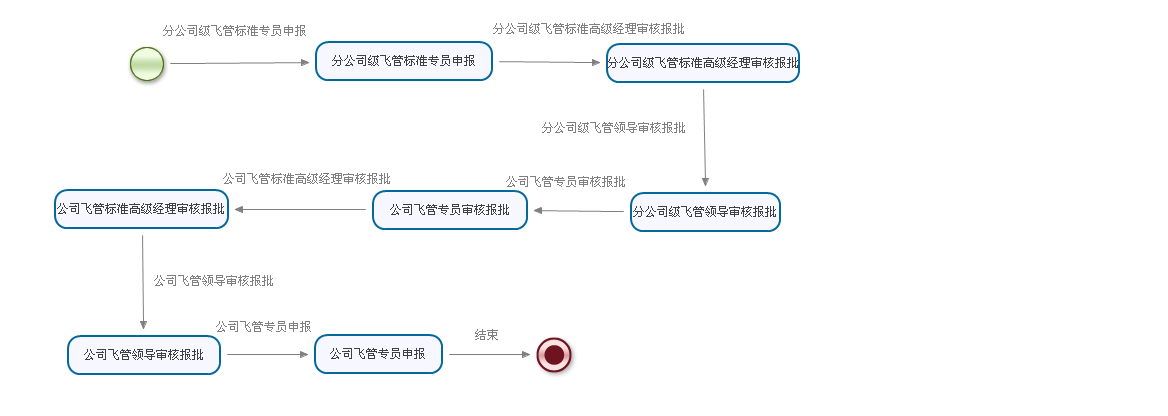 分公司级飞管标准专员申报
分公司级飞管标准高级经理审核报批
分公司级飞管标准专员申报
分公司级飞管标准高级经理审核报批
分公司级飞管领导审核报批
公司飞管标准高级经理审核报批
公司飞管专员审核报批
公司飞管标准高级经理审核报批
公司飞管专员审核报批
分公司级飞管领导审核报批
公司飞管领导审核报批
公司飞管专员申报
结束
公司飞管领导审核报批
公司飞管专员申报